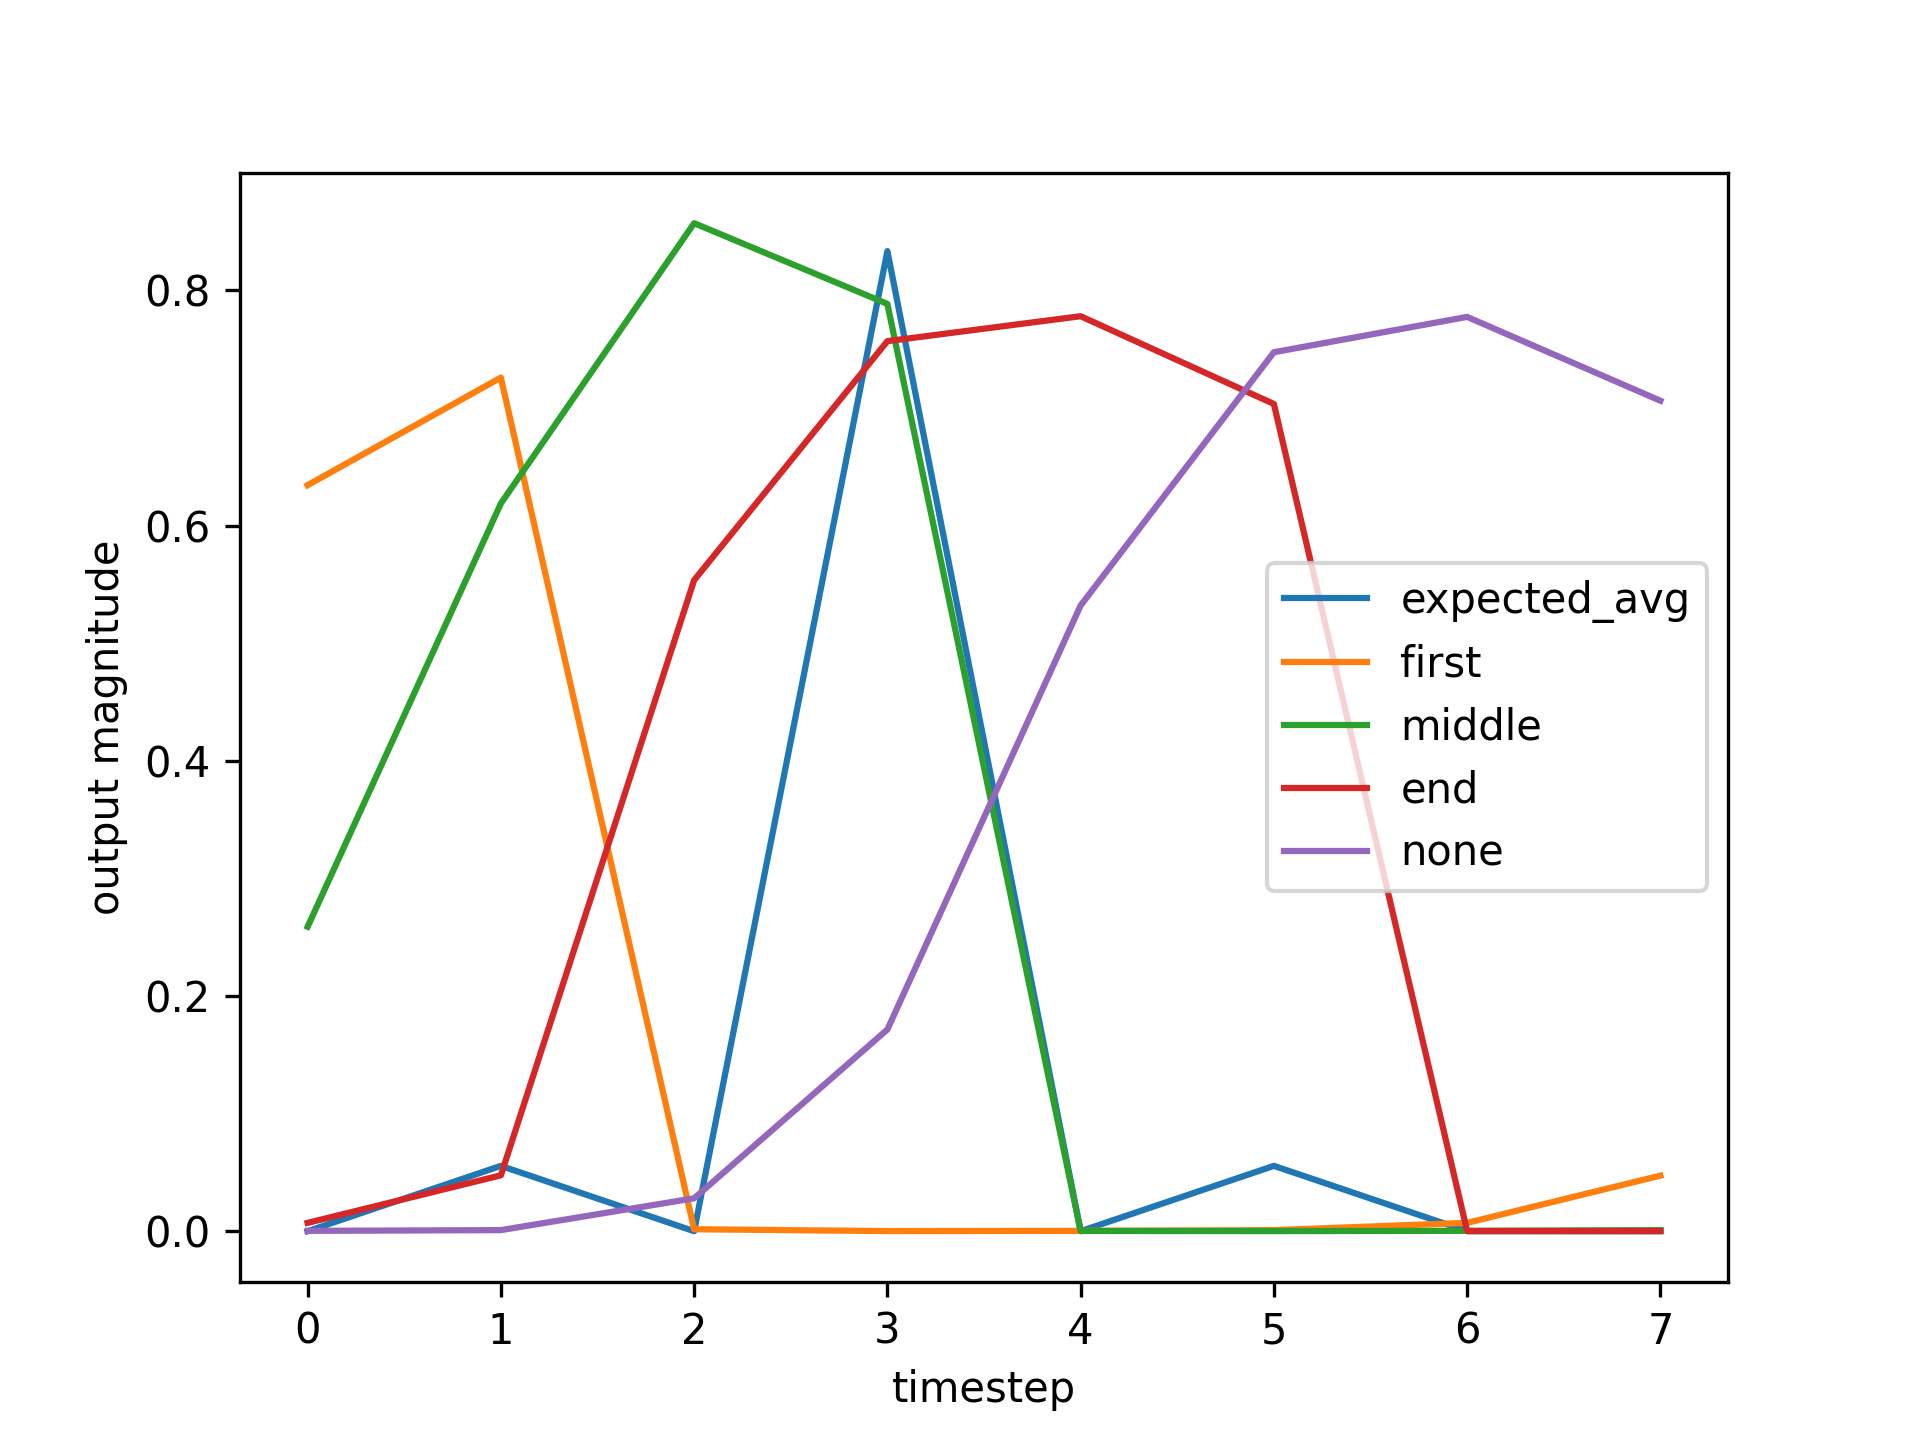 output magnitude
0.8
0.6
0.4
0.2
0.0
expected_avg
first
middle
end
none
0 1 2 3 4 5 6 7
timestep